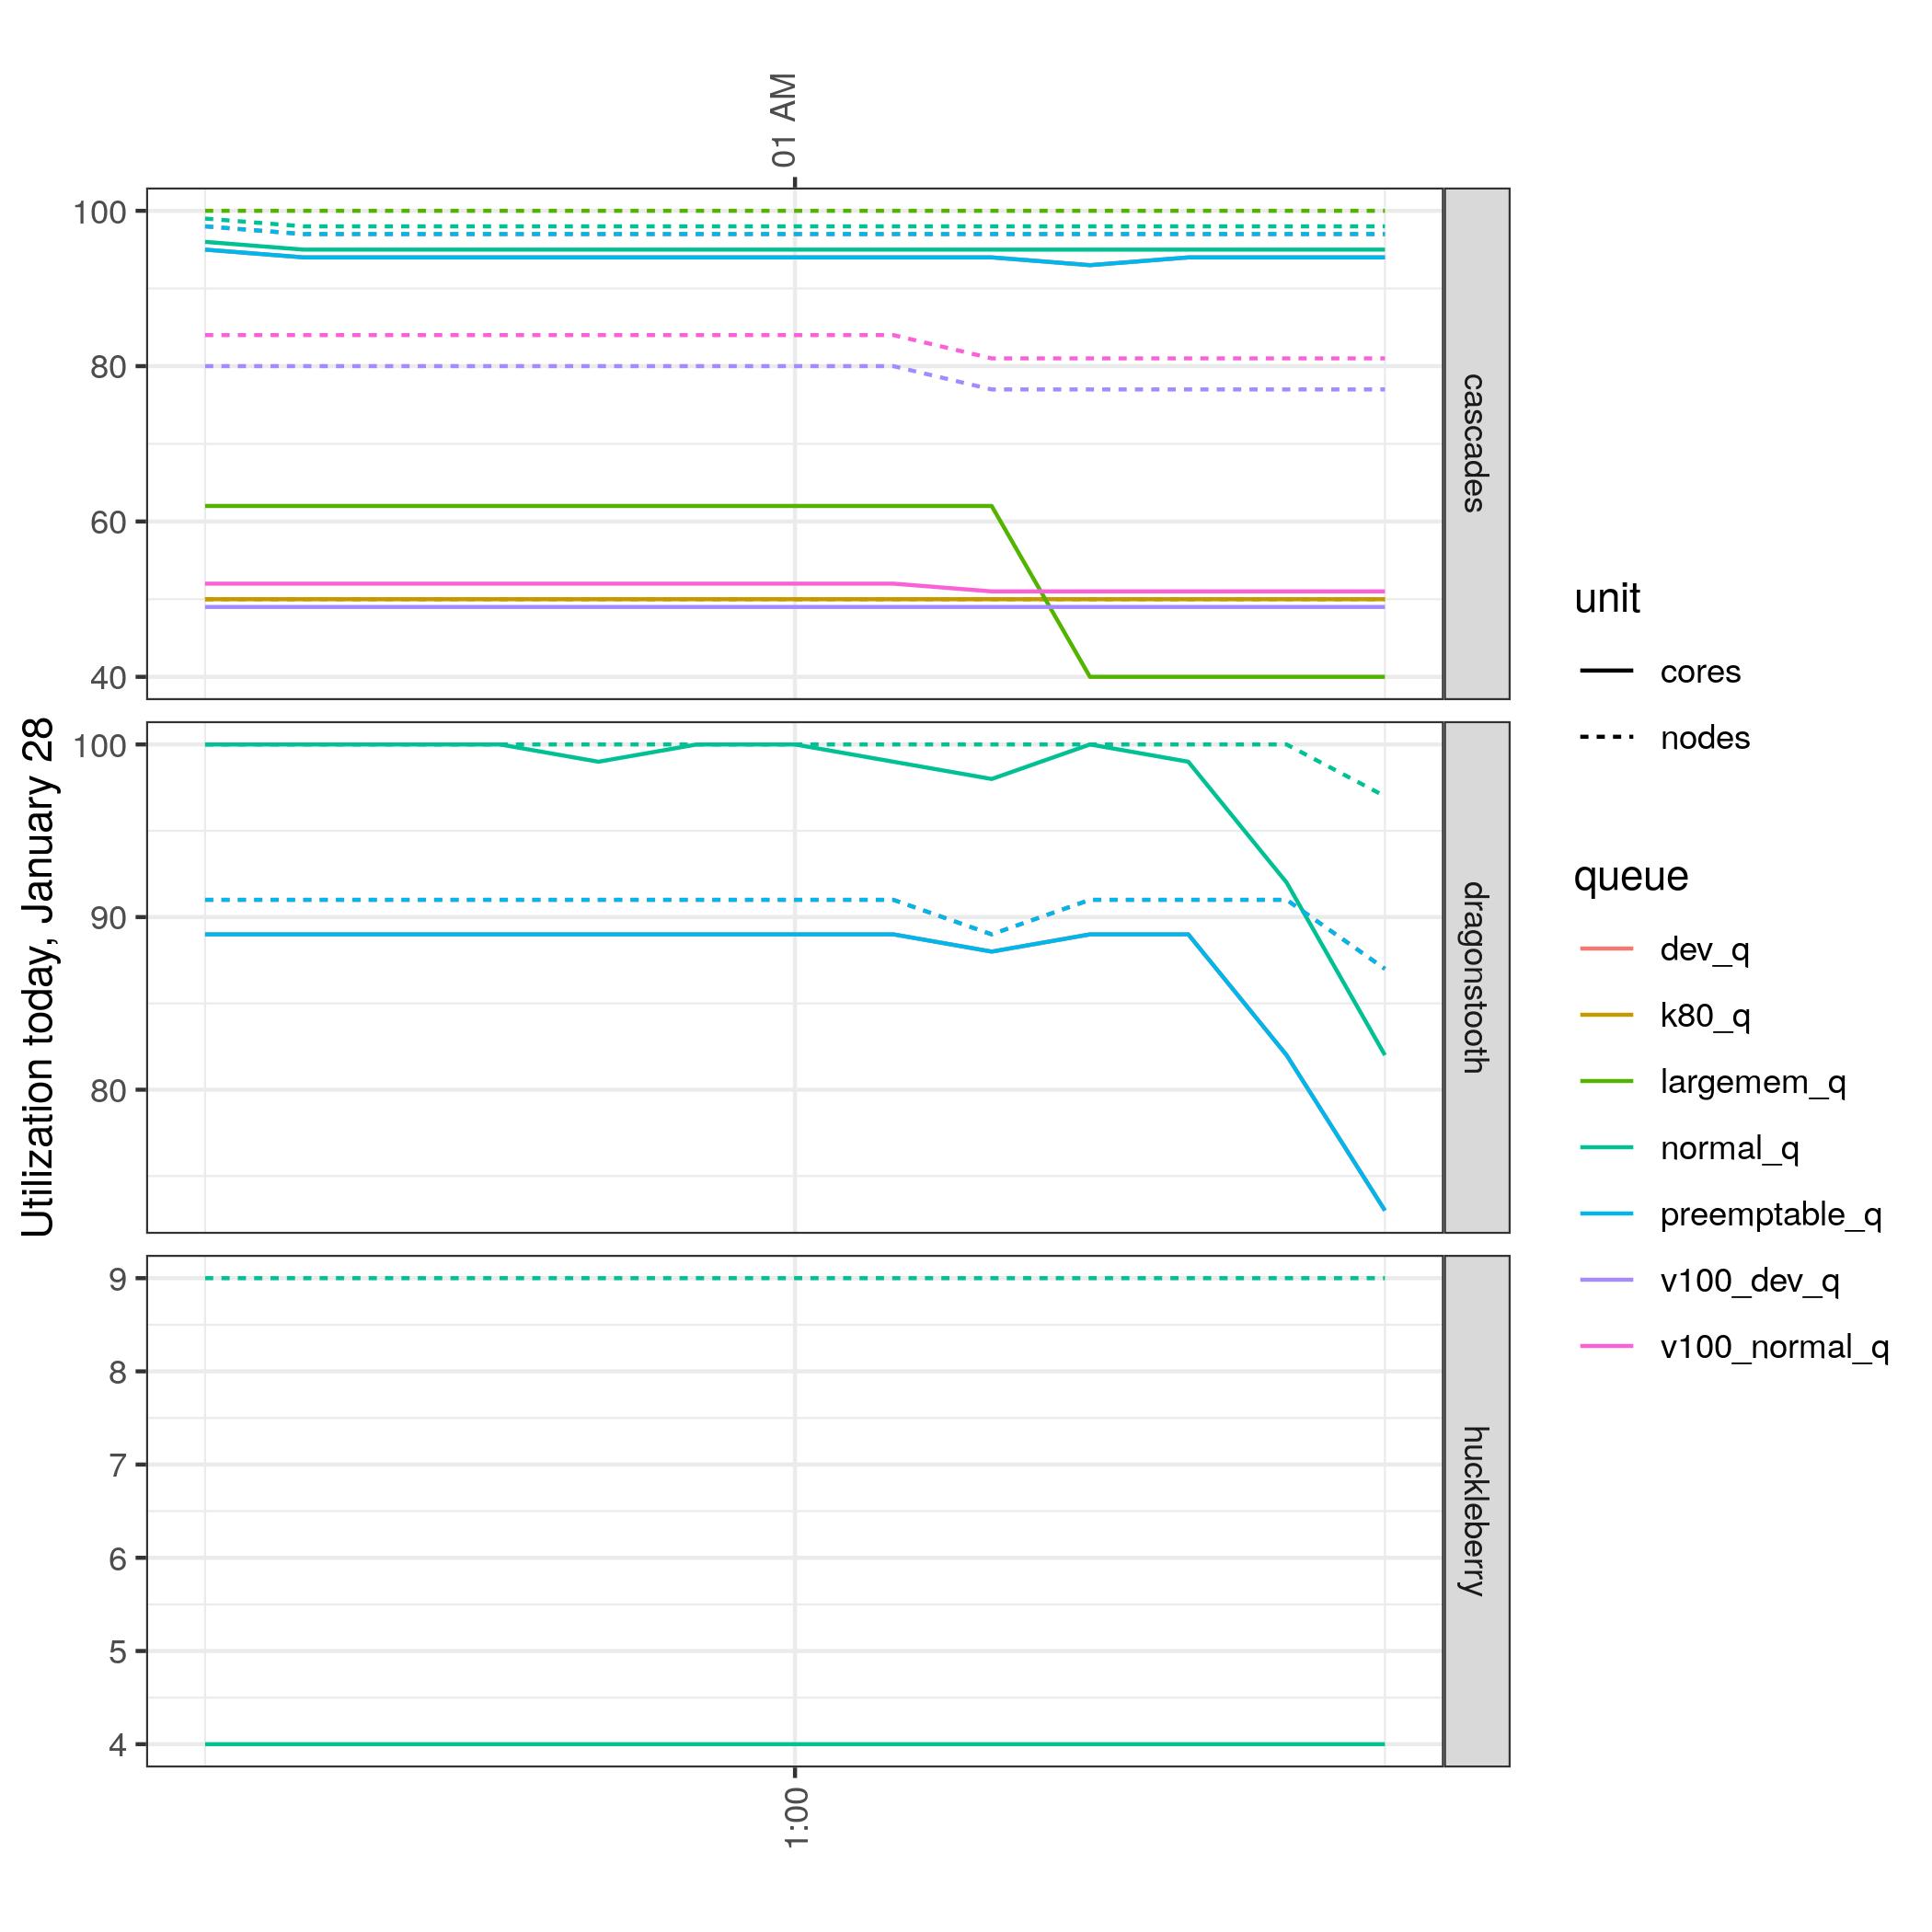 01 AM
Utilization today, January 28
100
80
60
40
cascades
100
90
80
dragonstooth
9
8
7
6
5
4
huckleberry
1:00
unit
cores
nodes
queue
dev_q
k80_q
largemem_q
normal_q
preemptable_q
v100_dev_q
v100_normal_q